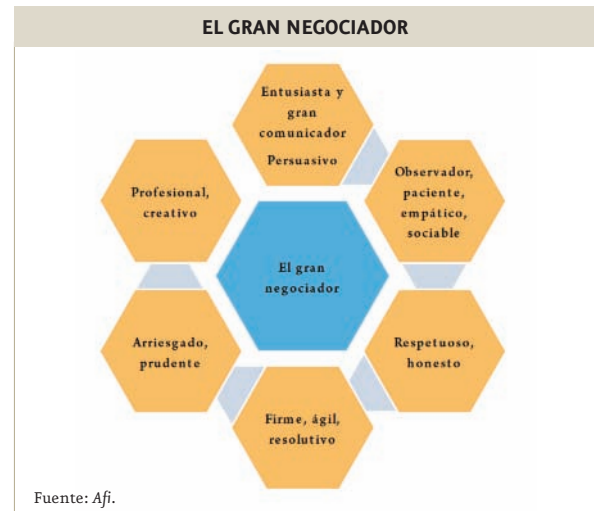 EL GRAN NEGOCIADOR
Entusiasta y
gran
comunicador
Persuasivo
Observador,
paciente,
empático,
sociable
Respetuoso,
honesto
Firme, ágil,
resolutivo
Arriesgado,
prudente
Profesional,
creativo
El gran
negociador
Fuente: Afi.